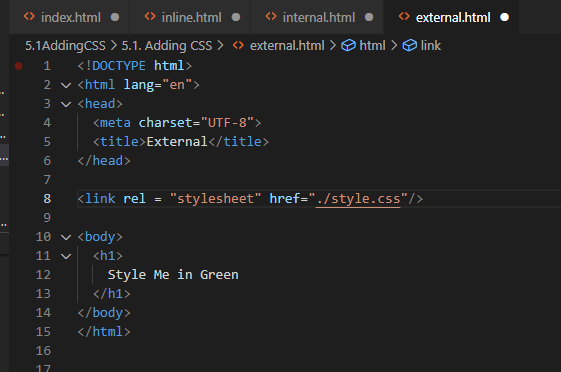 index.html inline.html internal.html external.html
5.1AddingCSS > 5.1. Adding CSS > external.html > html > link
1 <!DOCTYPE html>
2 <html lang="en">
3 <head>
4 <meta charset="UTF-8">
5 <title>External</title>
6 </head>
7
8 <link rel = "stylesheet" href="./style.css"/>
9
10 <body>
11 <h1>
12 Style Me in Green
13 </h1>
14 </body>
15 </html>
16
17